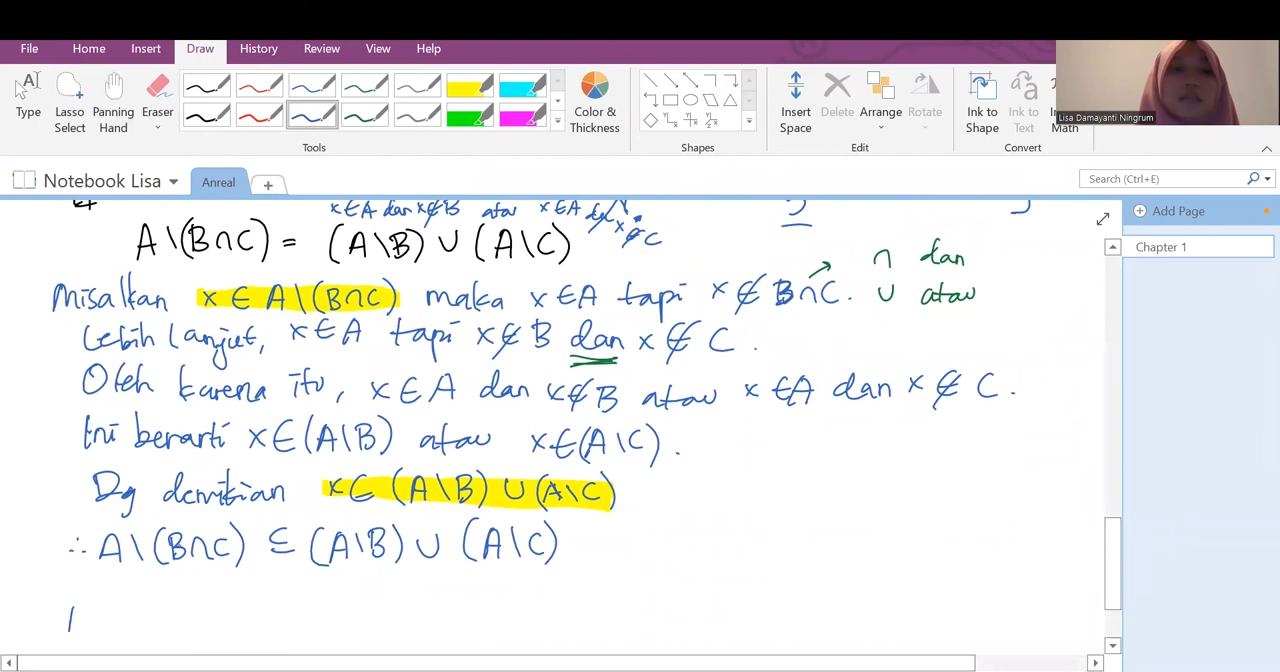 File Home Insert Draw History Review View Help
Type Lasso Select Panning Hand Eraser Color & Thickness Insert Space Delete Arrange Rotate Ink to Shape Ink to Text Math
Tools Shapes Edit Convert
Lisa Damayanti Ningrum
Notebook Lisa Anreal Search (Ctrl+E)
Add Page
Chapter 1
x∈A dan x∉B atau x∈A dan x∉C
A\(B∩C) = (A\B) ∪ (A\C)
∩ dan
∪ atau
Misalkan x∈A\(B∩C) maka x∈A tapi x∉B∩C.
Lebih lanjut, x∈A tapi x∉B dan x∉C.
Oleh karena itu, x∈A dan x∉B atau x∈A dan x∉C.
Ini berarti x∈(A\B) atau x∈(A\C).
Dg demikian x∈(A\B)∪(A\C)
∴ A\(B∩C) ⊆ (A\B)∪(A\C)